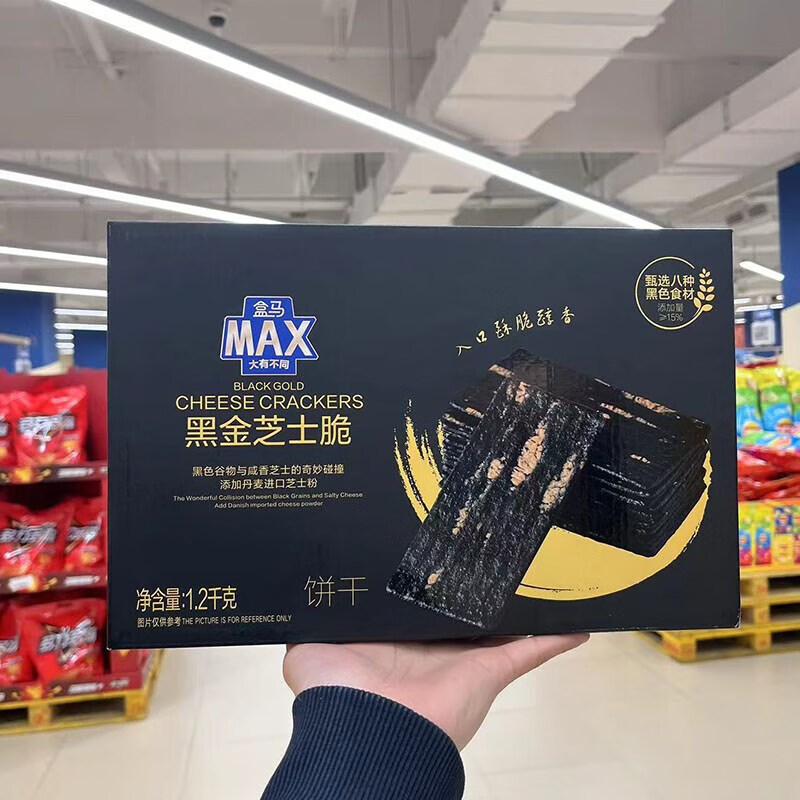 盒马
MAX
大有不同
BLACK GOLD
CHEESE CRACKERS
黑金芝士脆
黑色谷物与咸香芝士的奇妙碰撞
添加丹麦进口芝士粉
The Wonderful Collision between Black Grains and Salty Cheese
Add Danish imported cheese powder
净含量:1.2千克
饼干
图片仅供参考 THE PICTURE IS FOR REFERENCE ONLY
入口酥脆醇香
甄选八种
黑色食材
添加量
≥15%